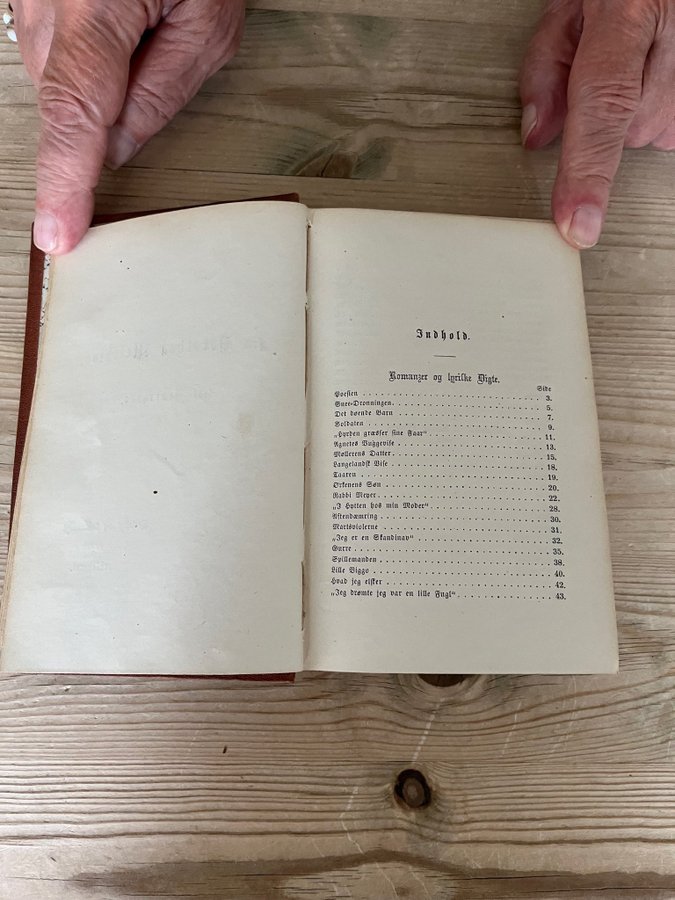 Indhold.
Romanzer og lyriske Digte.
Side
Poesien . . . . . . . . . . . . . . . . . . . . . . . . . . 3.
Snee-Dronningen. . . . . . . . . . . . . . . . . . . . . . 5.
Det døende Barn . . . . . . . . . . . . . . . . . . . . . . 7.
Soldaten . . . . . . . . . . . . . . . . . . . . . . . . . 9.
„Hyrden græsser sine Faar“ . . . . . . . . . . . . . . . . 11.
Agnetes Vuggevise . . . . . . . . . . . . . . . . . . . . . 13.
Møllerens Datter . . . . . . . . . . . . . . . . . . . . . 15.
Langelandsk Vise . . . . . . . . . . . . . . . . . . . . . 18.
Taaren . . . . . . . . . . . . . . . . . . . . . . . . . . 19.
Ørkenens Søn . . . . . . . . . . . . . . . . . . . . . . . 20.
Rabbi Meyer . . . . . . . . . . . . . . . . . . . . . . . . 22.
„I Hytten hos min Moder“ . . . . . . . . . . . . . . . . . 28.
Aftendæmring . . . . . . . . . . . . . . . . . . . . . . . 30.
Martsviolerne . . . . . . . . . . . . . . . . . . . . . . . 31.
„Jeg er en Skandinav“ . . . . . . . . . . . . . . . . . . . 32.
Gurre . . . . . . . . . . . . . . . . . . . . . . . . . . . 35.
Spillemanden . . . . . . . . . . . . . . . . . . . . . . . 38.
Lille Viggo . . . . . . . . . . . . . . . . . . . . . . . . 40.
Hvad jeg elsker . . . . . . . . . . . . . . . . . . . . . . 42.
„Jeg drømte jeg var en lille Fugl“ . . . . . . . . . . . . 43.